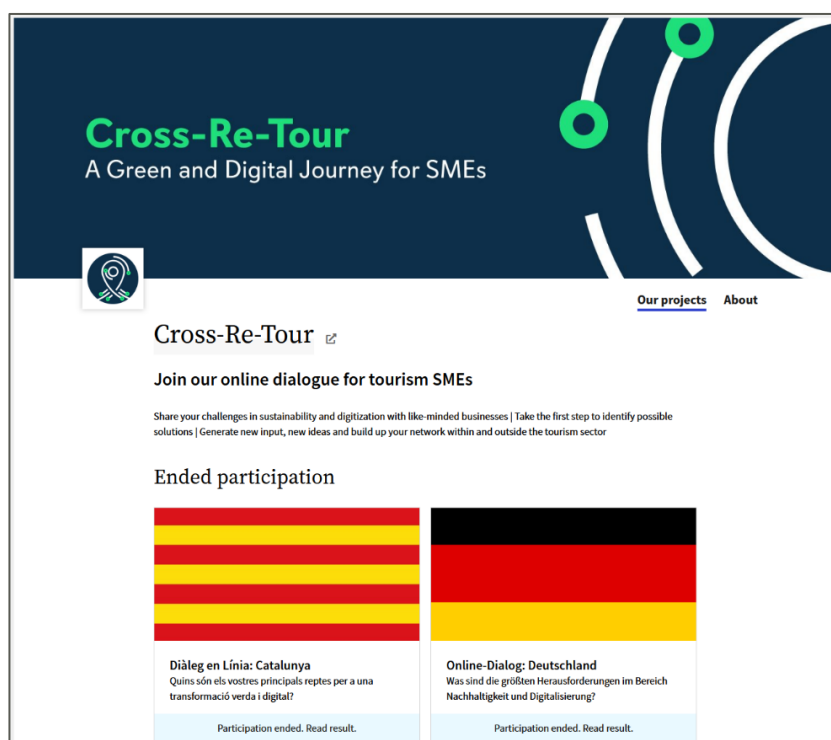 Cross-Re-Tour
A Green and Digital Journey for SMEs
Our projects About
Cross-Re-Tour
Join our online dialogue for tourism SMEs
Share your challenges in sustainability and digitization with like-minded businesses | Take the first step to identify possible
solutions | Generate new input, new ideas and build up your network within and outside the tourism sector
Ended participation
Diàleg en Línia: Catalunya
Quins són els vostres principals reptes per a una
transformació verda i digital?
Participation ended. Read result.
Online-Dialog: Deutschland
Was sind die größten Herausforderungen im Bereich
Nachhaltigkeit und Digitalisierung?
Participation ended. Read result.